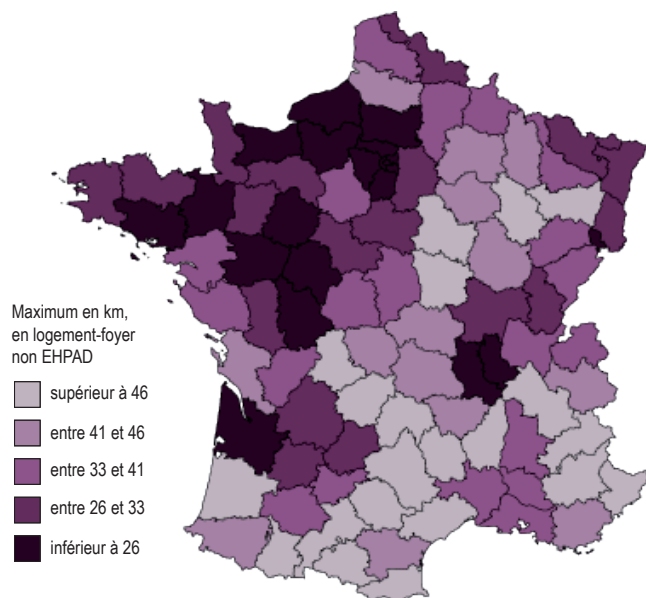 Maximum en km,
en logement-foyer
non EHPAD
supérieur à 46
entre 41 et 46
entre 33 et 41
entre 26 et 33
inférieur à 26